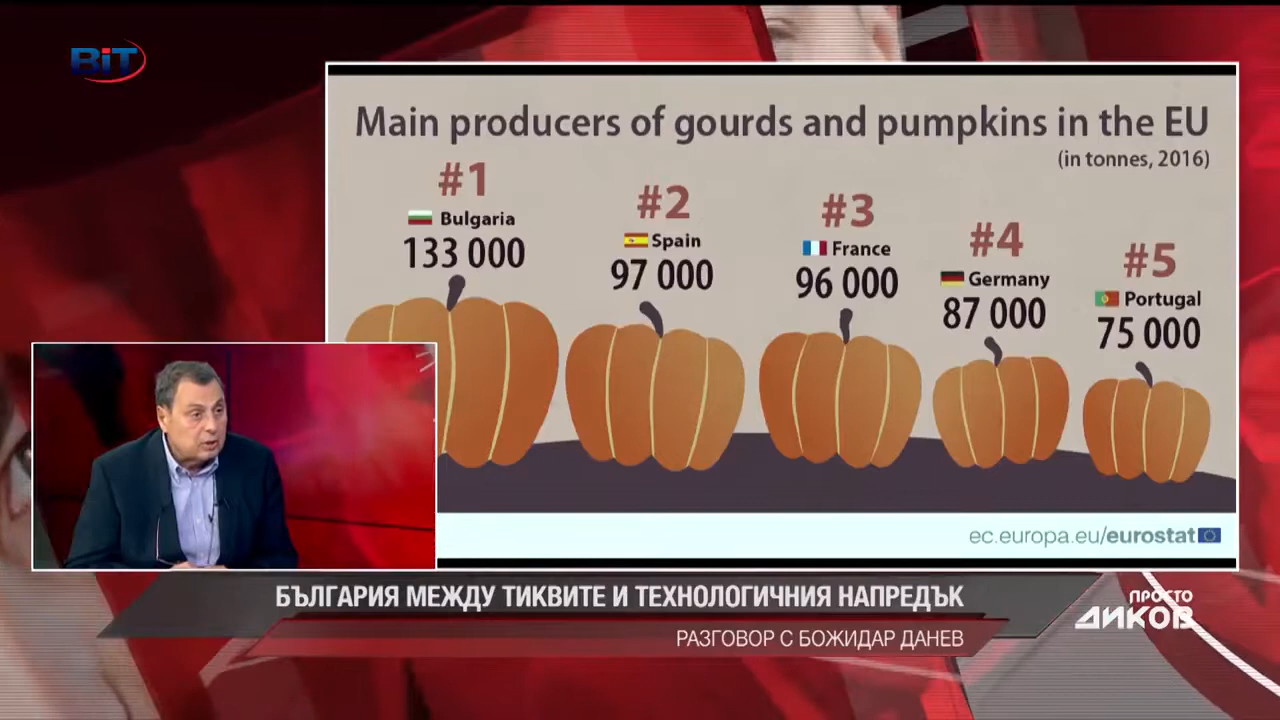 BiT
Main producers of gourds and pumpkins in the EU
(in tonnes, 2016)
#1
Bulgaria
133 000
#2
Spain
97 000
#3
France
96 000
#4
Germany
87 000
#5
Portugal
75 000
ec.europa.eu/eurostat
БЪЛГАРИЯ МЕЖДУ ТИКВИТЕ И ТЕХНОЛОГИЧНИЯ НАПРЕДЪК
РАЗГОВОР С БОЖИДАР ДАНЕВ
ПРОСТО
ДИКОВ